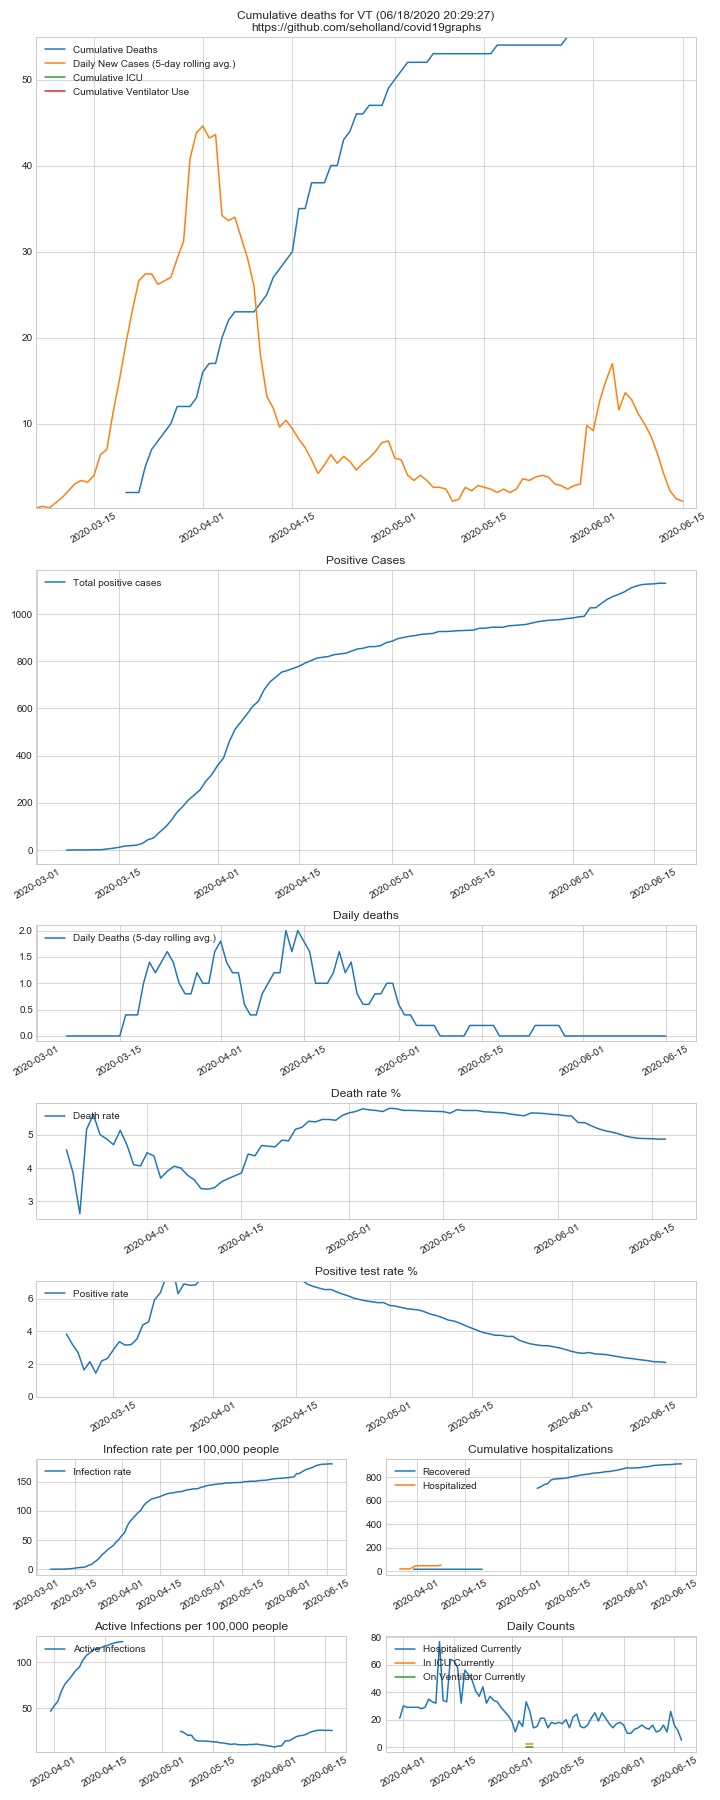 Cumulative deaths for VT (06/18/2020 20:29:27)
https://github.com/seholland/covid19graphs
Cumulative Deaths
Daily New Cases (5-day rolling avg.)
Cumulative ICU
Cumulative Ventilator Use
50
40
30
20
10
2020-03-15 2020-04-01 2020-04-15 2020-05-01 2020-05-15 2020-06-01 2020-06-15
Positive Cases
Total positive cases
1000
800
600
400
200
0
2020-03-01 2020-03-15 2020-04-01 2020-04-15 2020-05-01 2020-05-15 2020-06-01 2020-06-15
Daily deaths
Daily Deaths (5-day rolling avg.)
2.0
1.5
1.0
0.5
0.0
2020-03-01 2020-03-15 2020-04-01 2020-04-15 2020-05-01 2020-05-15 2020-06-01 2020-06-15
Death rate %
Death rate
5
4
3
2020-04-01 2020-04-15 2020-05-01 2020-05-15 2020-06-01 2020-06-15
Positive test rate %
Positive rate
6
4
2
0
2020-03-15 2020-04-01 2020-04-15 2020-05-01 2020-05-15 2020-06-01 2020-06-15
Infection rate per 100,000 people
Infection rate
150
100
50
0
2020-03-01 2020-03-15 2020-04-01 2020-04-15 2020-05-01 2020-05-15 2020-06-01 2020-06-15
Cumulative hospitalizations
Recovered
Hospitalized
800
600
400
200
0
2020-04-01 2020-04-15 2020-05-01 2020-05-15 2020-06-01 2020-06-15
Active Infections per 100,000 people
Active Infections
100
50
2020-04-01 2020-04-15 2020-05-01 2020-05-15 2020-06-01 2020-06-15
Daily Counts
Hospitalized Currently
In ICU Currently
On Ventilator Currently
80
60
40
20
0
2020-04-01 2020-04-15 2020-05-01 2020-05-15 2020-06-01 2020-06-15